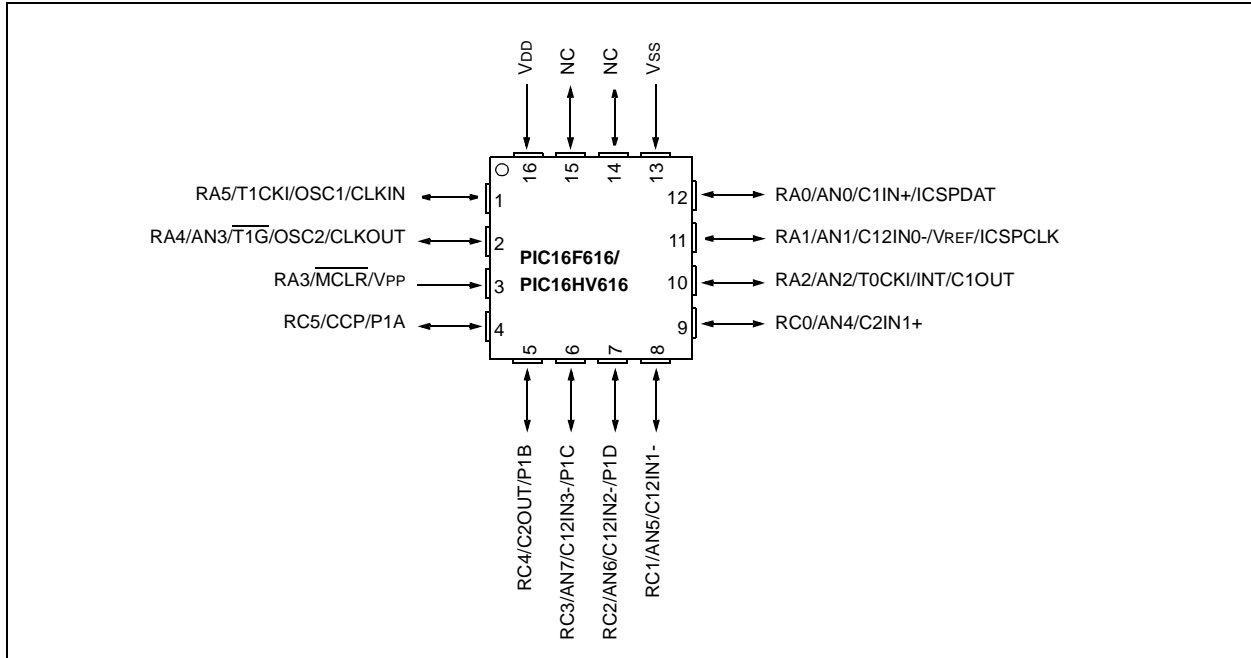 VDD
NC
NC
VSS
16
15
14
13
RA5/T1CKI/OSC1/CLKIN
1
12
RA0/AN0/C1IN+/ICSPDAT
RA4/AN3/T1G/OSC2/CLKOUT
2
11
RA1/AN1/C12IN0-/VREF/ICSPCLK
PIC16F616/
PIC16HV616
RA3/MCLR/VPP
3
10
RA2/AN2/T0CKI/INT/C1OUT
RC5/CCP/P1A
4
9
RC0/AN4/C2IN1+
5
6
7
8
RC4/C2OUT/P1B
RC3/AN7/C12IN3-/P1C
RC2/AN6/C12IN2-/P1D
RC1/AN5/C12IN1-